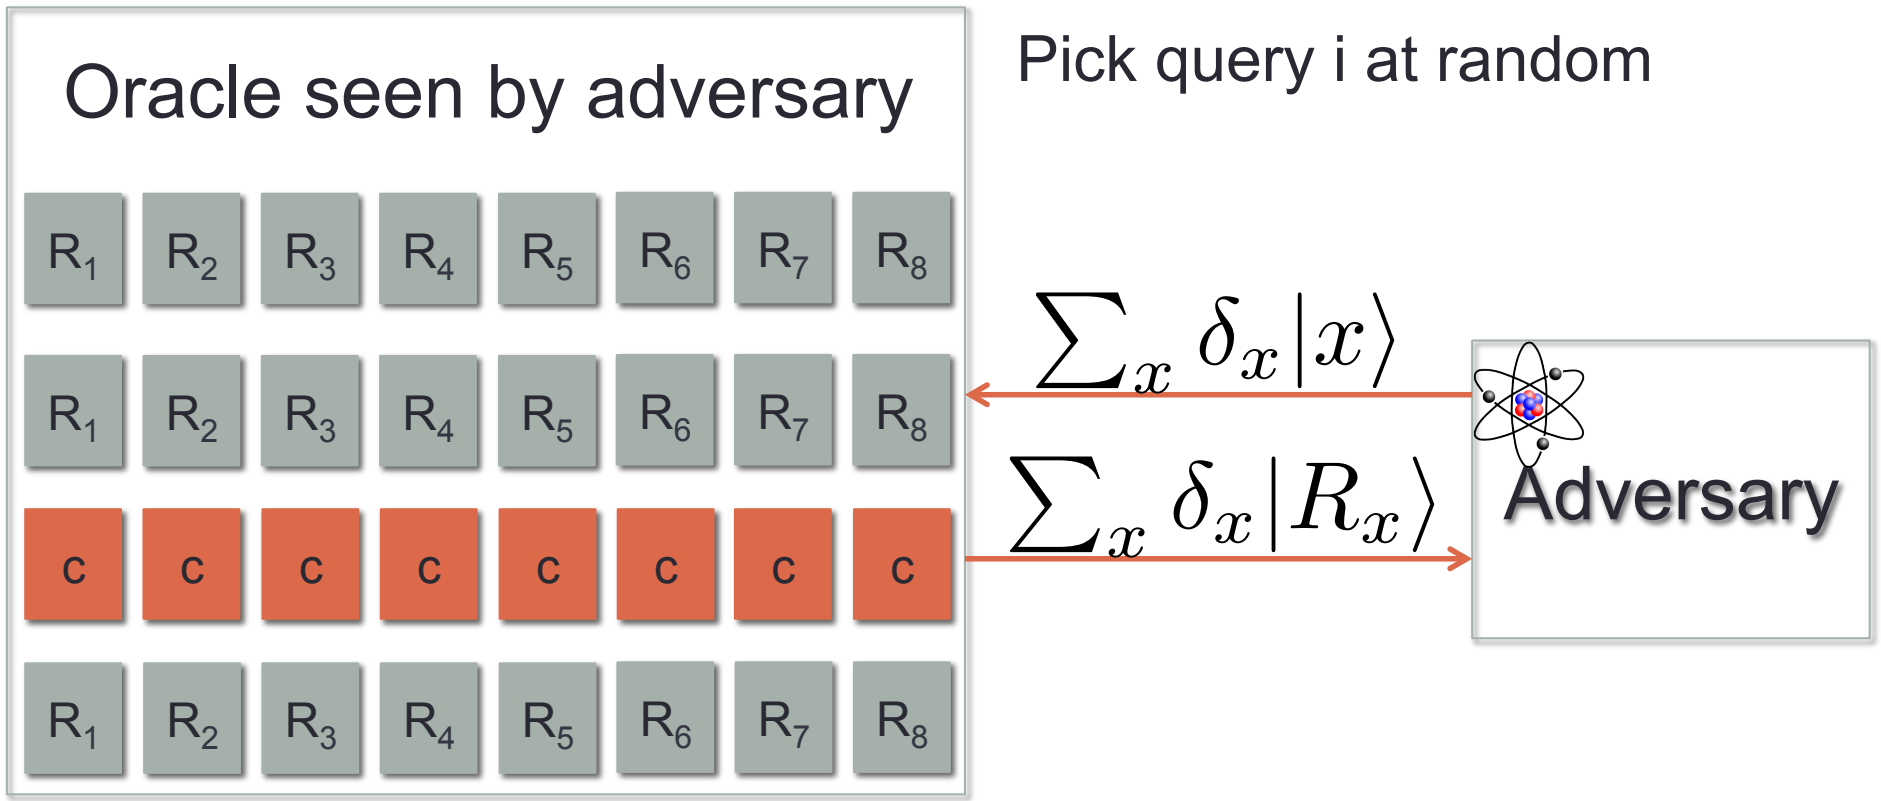 Oracle seen by adversary
Pick query i at random
R₁ R₂ R₃ R₄ R₅ R₆ R₇ R₈
∑ₓ δₓ|x⟩
R₁ R₂ R₃ R₄ R₅ R₆ R₇ R₈
∑ₓ δₓ|Rₓ⟩
Adversary
c c c c c c c c
R₁ R₂ R₃ R₄ R₅ R₆ R₇ R₈